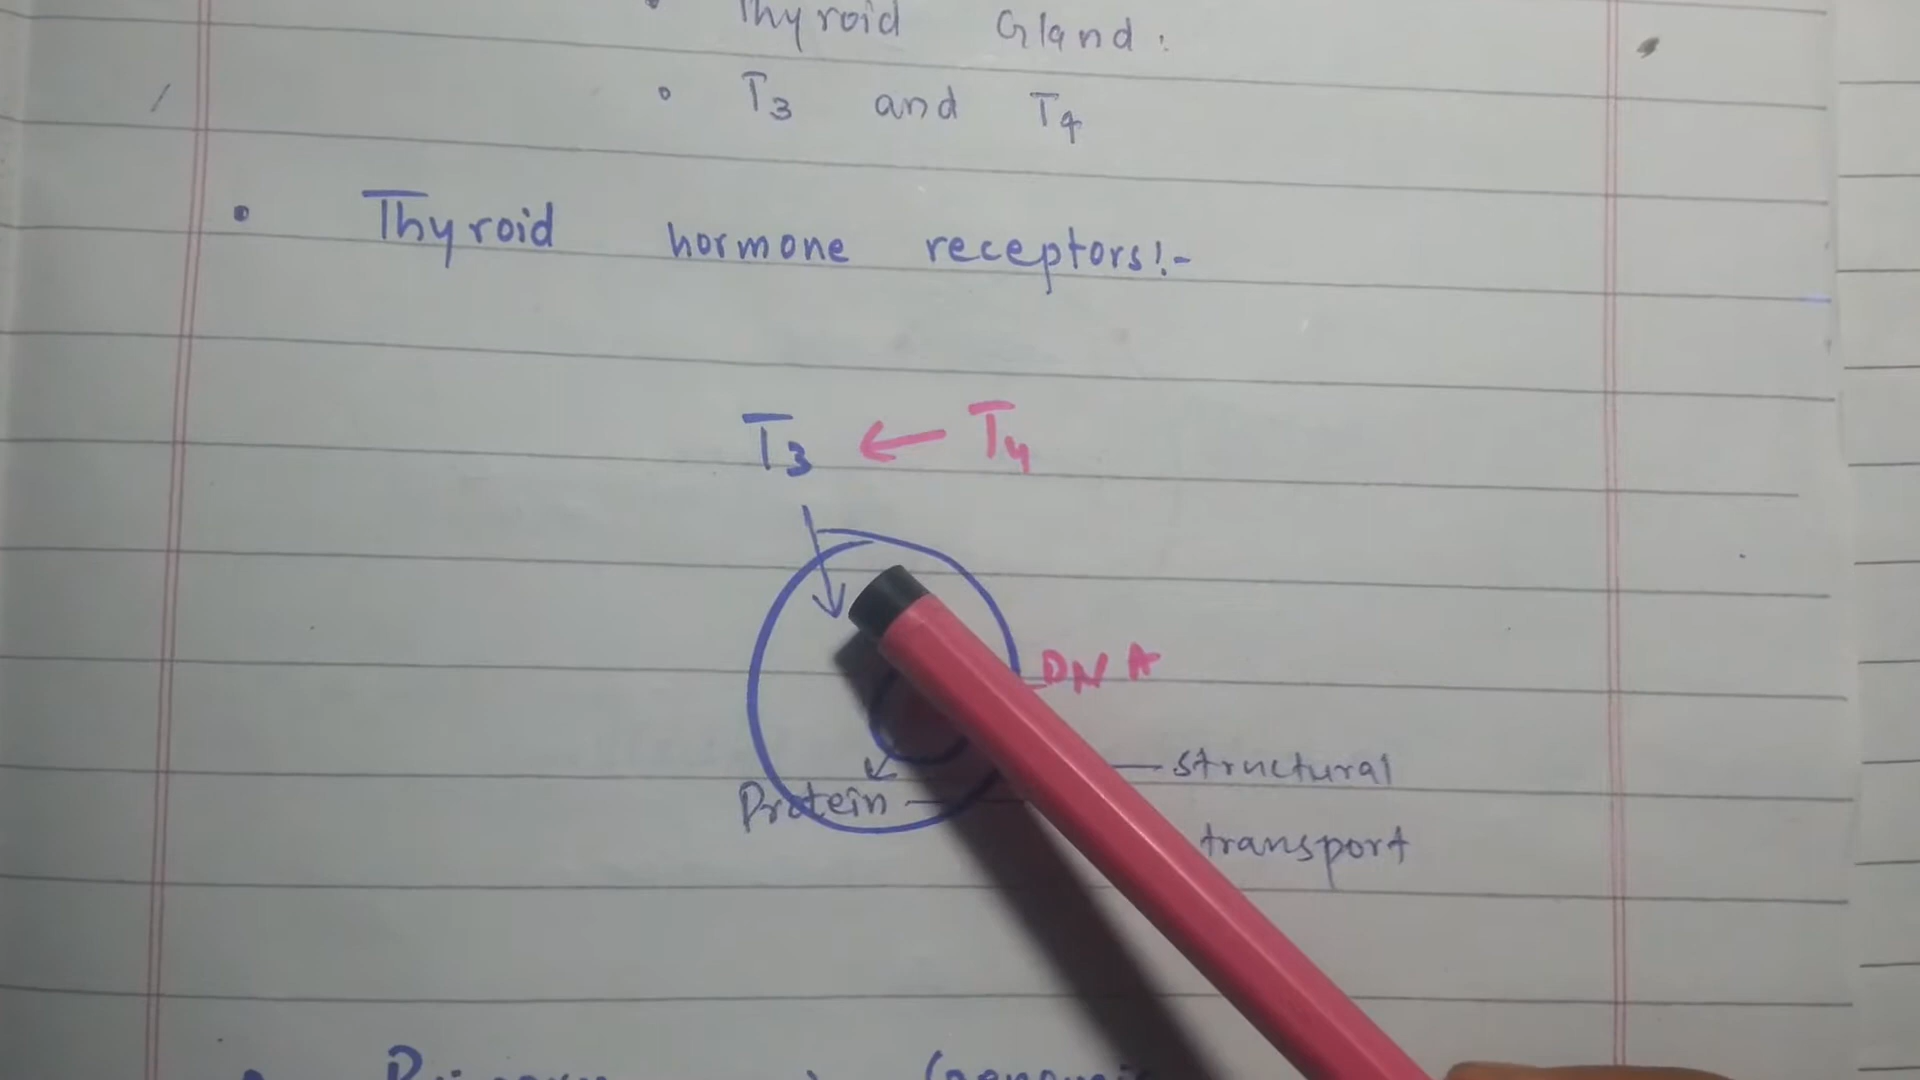 • Thyroid Gland:
• T3 and T4
• Thyroid hormone receptors:-
T3 ← T4
DNA
— structural
Protein —
transport